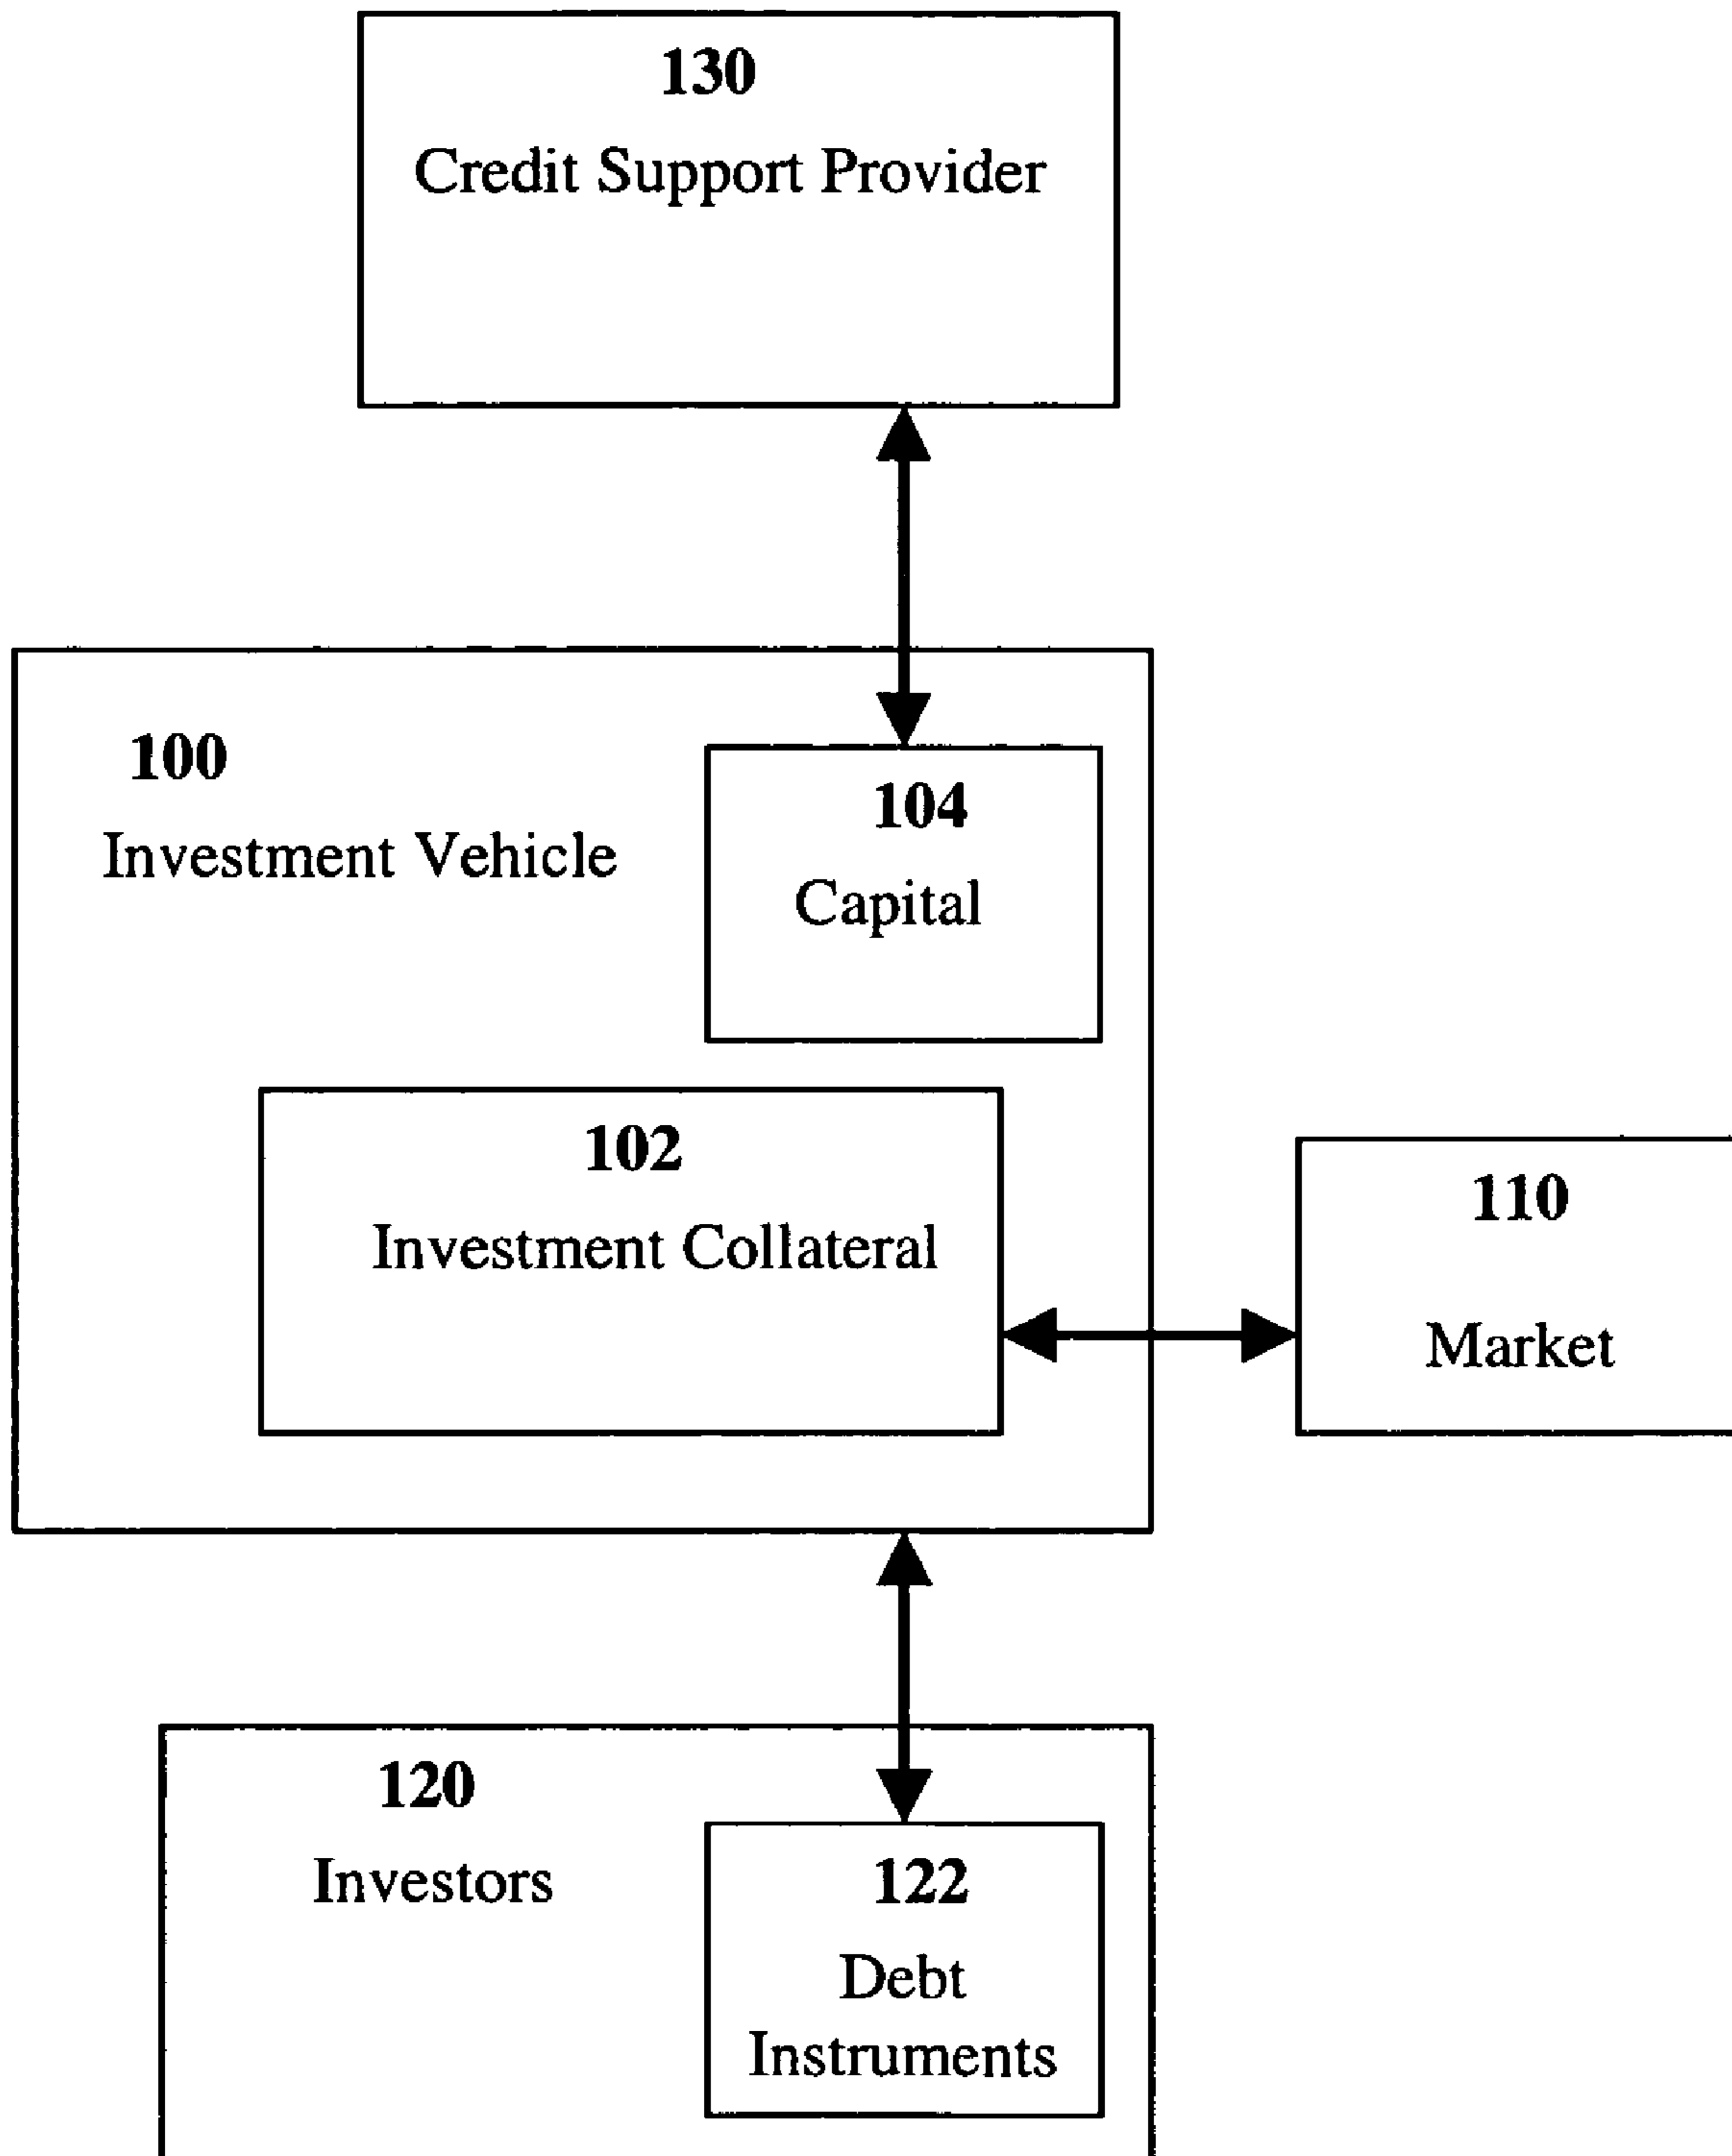 130
Credit Support Provider
100
Investment Vehicle
104
Capital
102
Investment Collateral
110
Market
120
Investors
122
Debt
Instruments